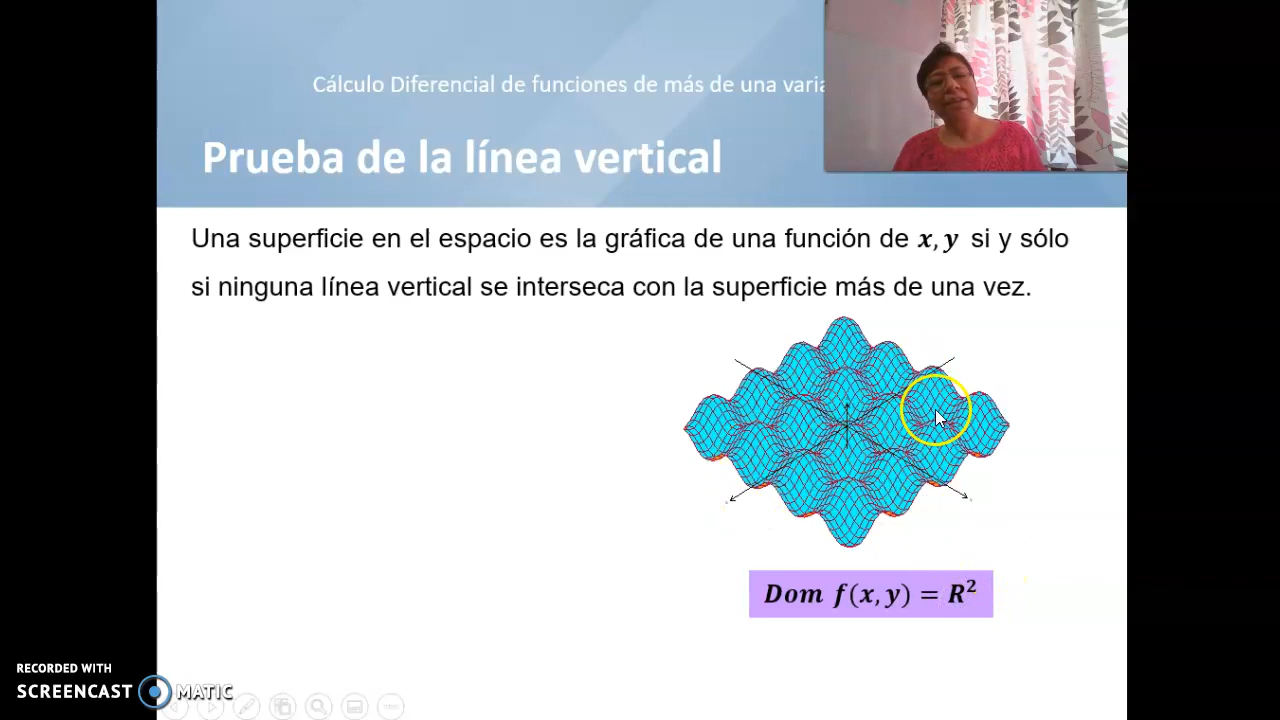 Cálculo Diferencial de funciones de más de una varia
Prueba de la línea vertical
Una superficie en el espacio es la gráfica de una función de x, y si y sólo
si ninguna línea vertical se interseca con la superficie más de una vez.
Dom f(x, y) = R²
RECORDED WITH
SCREENCAST MATIC